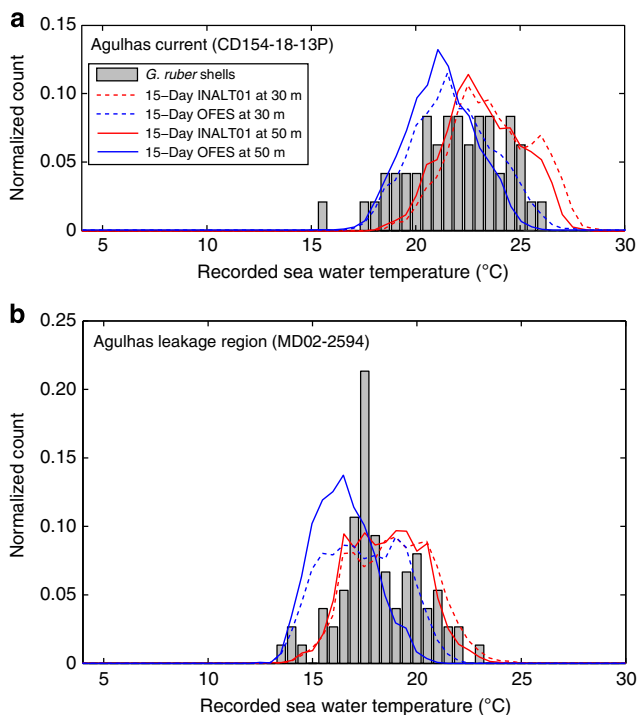 a
Agulhas current (CD154-18-13P)
G. ruber shells
15–Day INALT01 at 30 m
15–Day OFES at 30 m
15–Day INALT01 at 50 m
15–Day OFES at 50 m
Normalized count
0.15
0.10
0.05
0
5 10 15 20 25 30
Recorded sea water temperature (°C)
b
Agulhas leakage region (MD02-2594)
Normalized count
0.25
0.20
0.15
0.10
0.05
0
5 10 15 20 25 30
Recorded sea water temperature (°C)